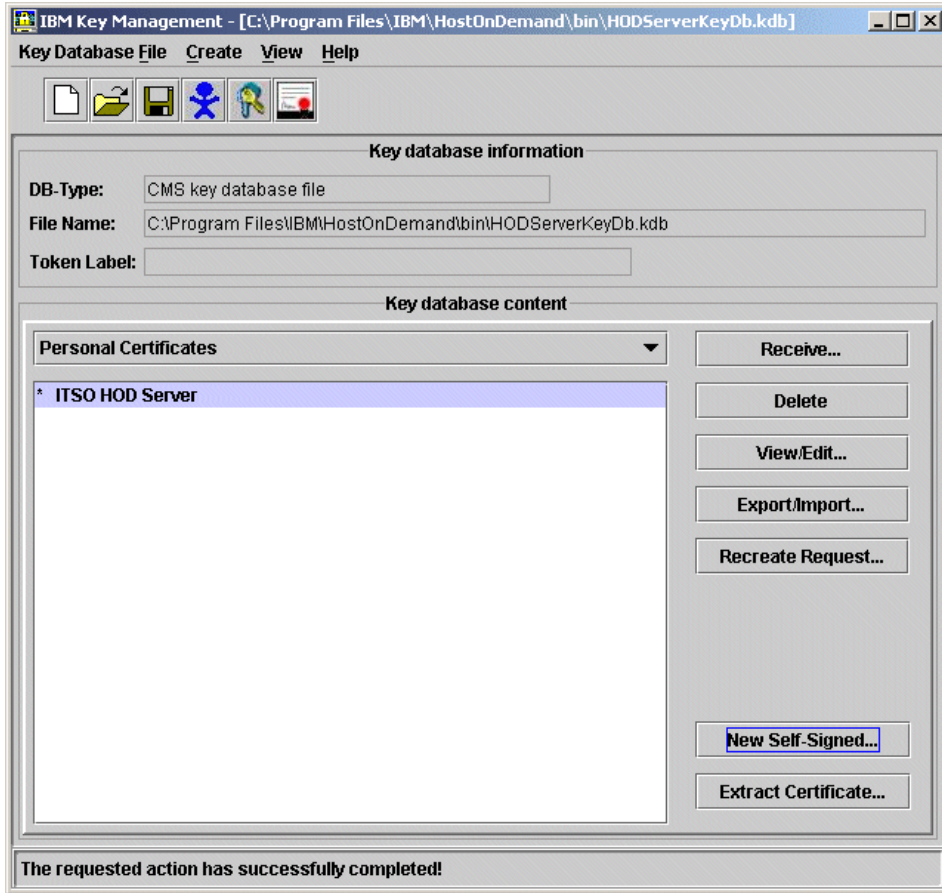 IBM Key Management - [C:\Program Files\IBM\HostOnDemand\bin\HODServerKeyDb.kdb]
Key Database File Create View Help
Key database information
DB-Type: CMS key database file
File Name: C:\Program Files\IBM\HostOnDemand\bin\HODServerKeyDb.kdb
Token Label:
Key database content
Personal Certificates
Receive...
* ITSO HOD Server
Delete
View/Edit...
Export/Import...
Recreate Request...
New Self-Signed...
Extract Certificate...
The requested action has successfully completed!